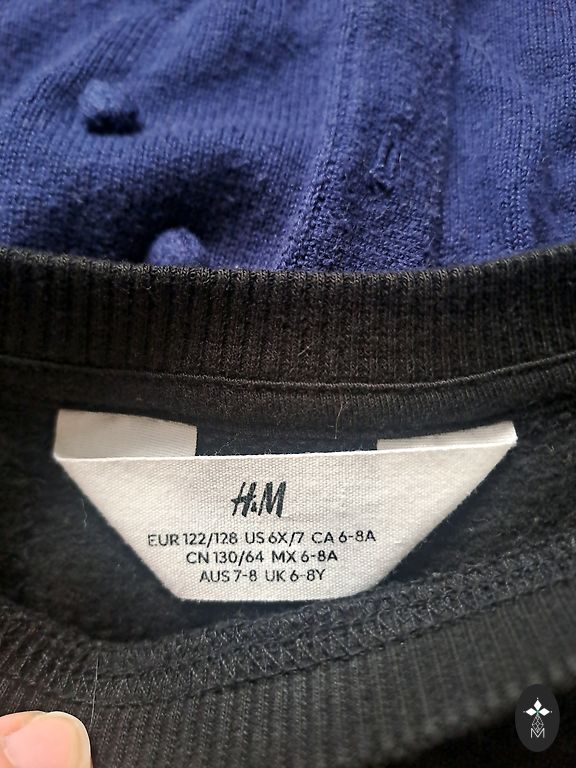 H&M
EUR 122/128 US 6X/7 CA 6-8A
CN 130/64 MX 6-8A
AUS 7-8 UK 6-8Y